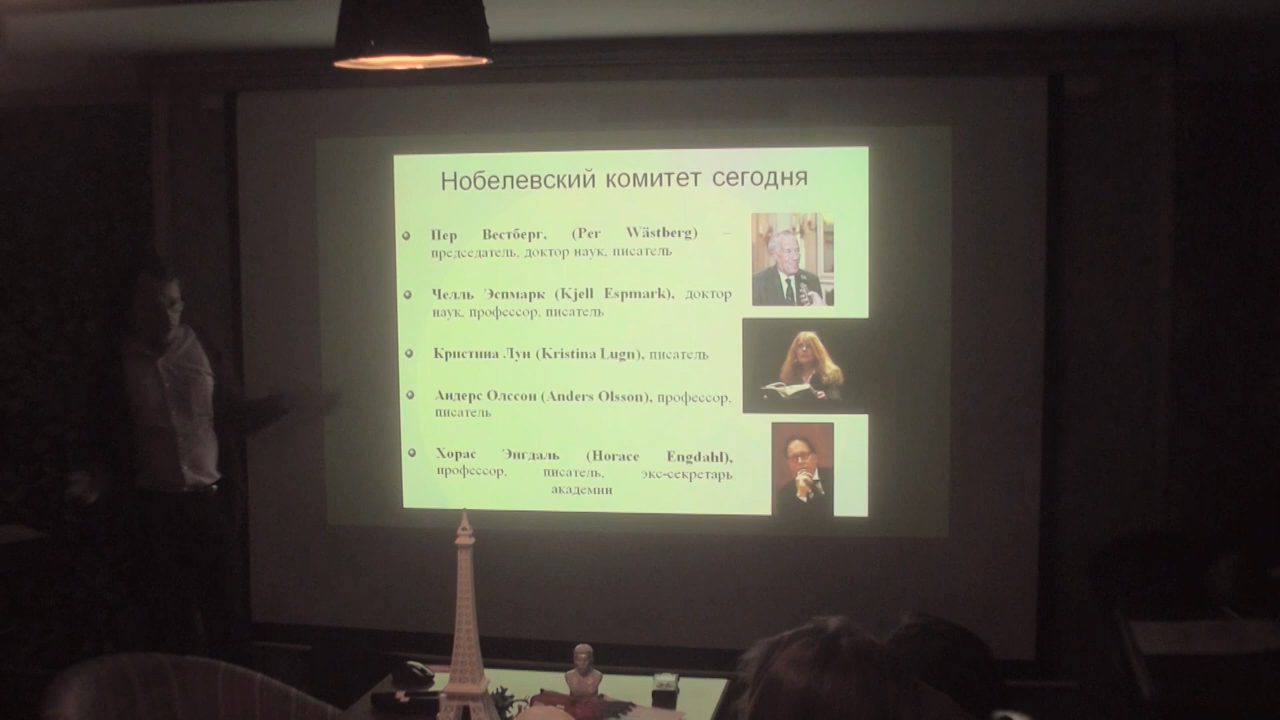 Нобелевский комитет сегодня
Пер Вестберг, (Per Wästberg) –
председатель, доктор наук, писатель
Челль Эспмарк (Kjell Espmark), доктор
наук, профессор, писатель
Кристина Лун (Kristina Lugn), писатель
Андерс Олссон (Anders Olsson), профессор,
писатель
Хорас Энгдаль (Horace Engdahl),
профессор, писатель, экс-секретарь
академии